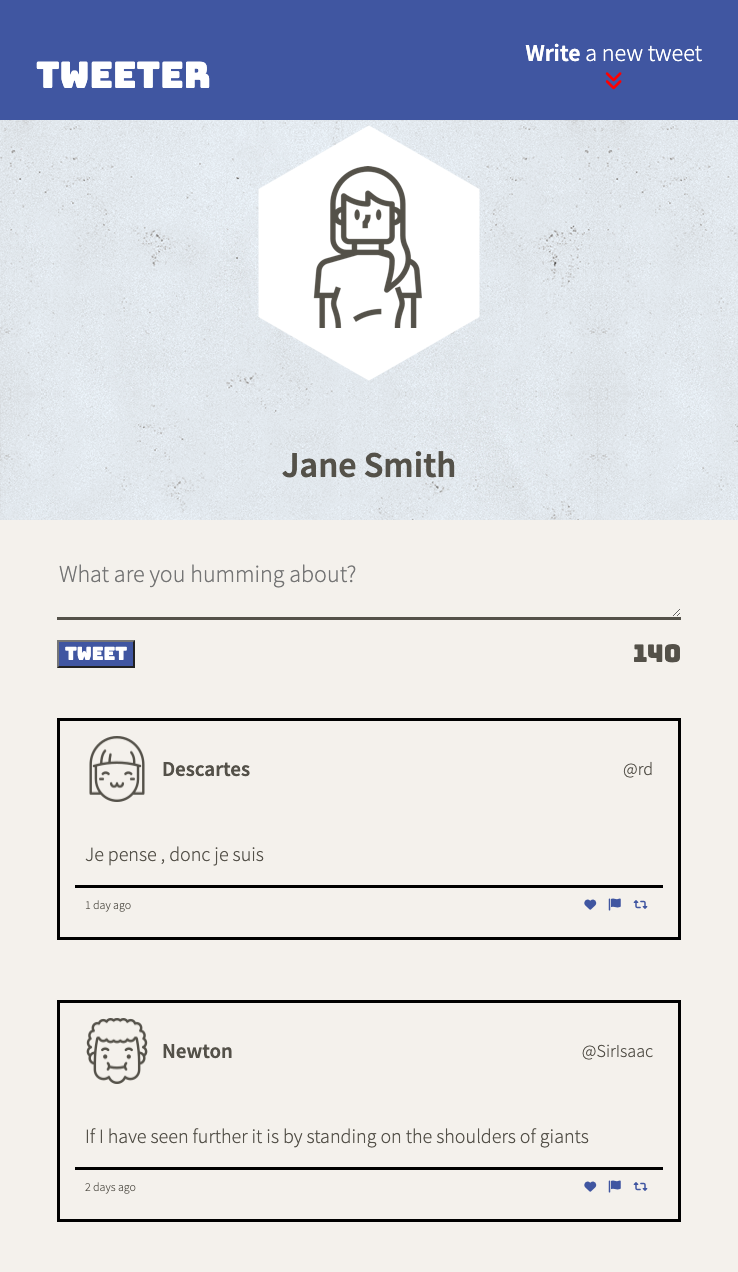 TWEETER
Write a new tweet
Jane Smith
What are you humming about?
TWEET
140
Descartes
@rd
Je pense , donc je suis
1 day ago
Newton
@SirIsaac
If I have seen further it is by standing on the shoulders of giants
2 days ago